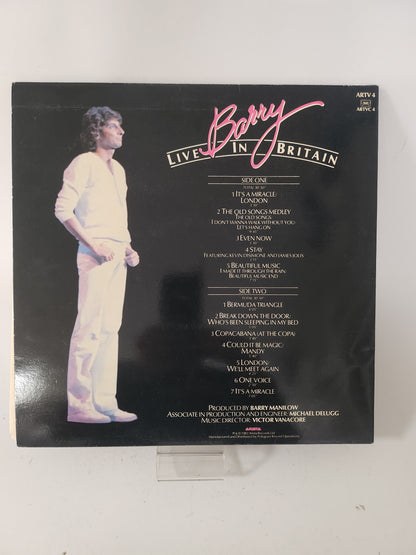 ARTV 4
ARTVC 4
Barry
LIVE IN BRITAIN
SIDE ONE
1 IT'S A MIRACLE/
LONDON
2 THE OLD SONGS MEDLEY
THE OLD SONGS
I DON'T WANNA WALK WITHOUT YOU/
LET'S HANG ON
3 EVEN NOW
4 STAY
FEATURING KEVIN DISIMONE AND JAMES JOLIS
5 BEAUTIFUL MUSIC
I MADE IT THROUGH THE RAIN/
BEAUTIFUL MUSIC END
SIDE TWO
1 BERMUDA TRIANGLE
2 BREAK DOWN THE DOOR/
WHO'S BEEN SLEEPING IN MY BED
3 COPACABANA (AT THE COPA)
4 COULD IT BE MAGIC/
MANDY
5 LONDON/
WE'LL MEET AGAIN
6 ONE VOICE
7 IT'S A MIRACLE
PRODUCED BY BARRY MANILOW
ASSOCIATE IN PRODUCTION AND ENGINEER: MICHAEL DELUGG
MUSIC DIRECTOR: VICTOR VANACORE
ARISTA